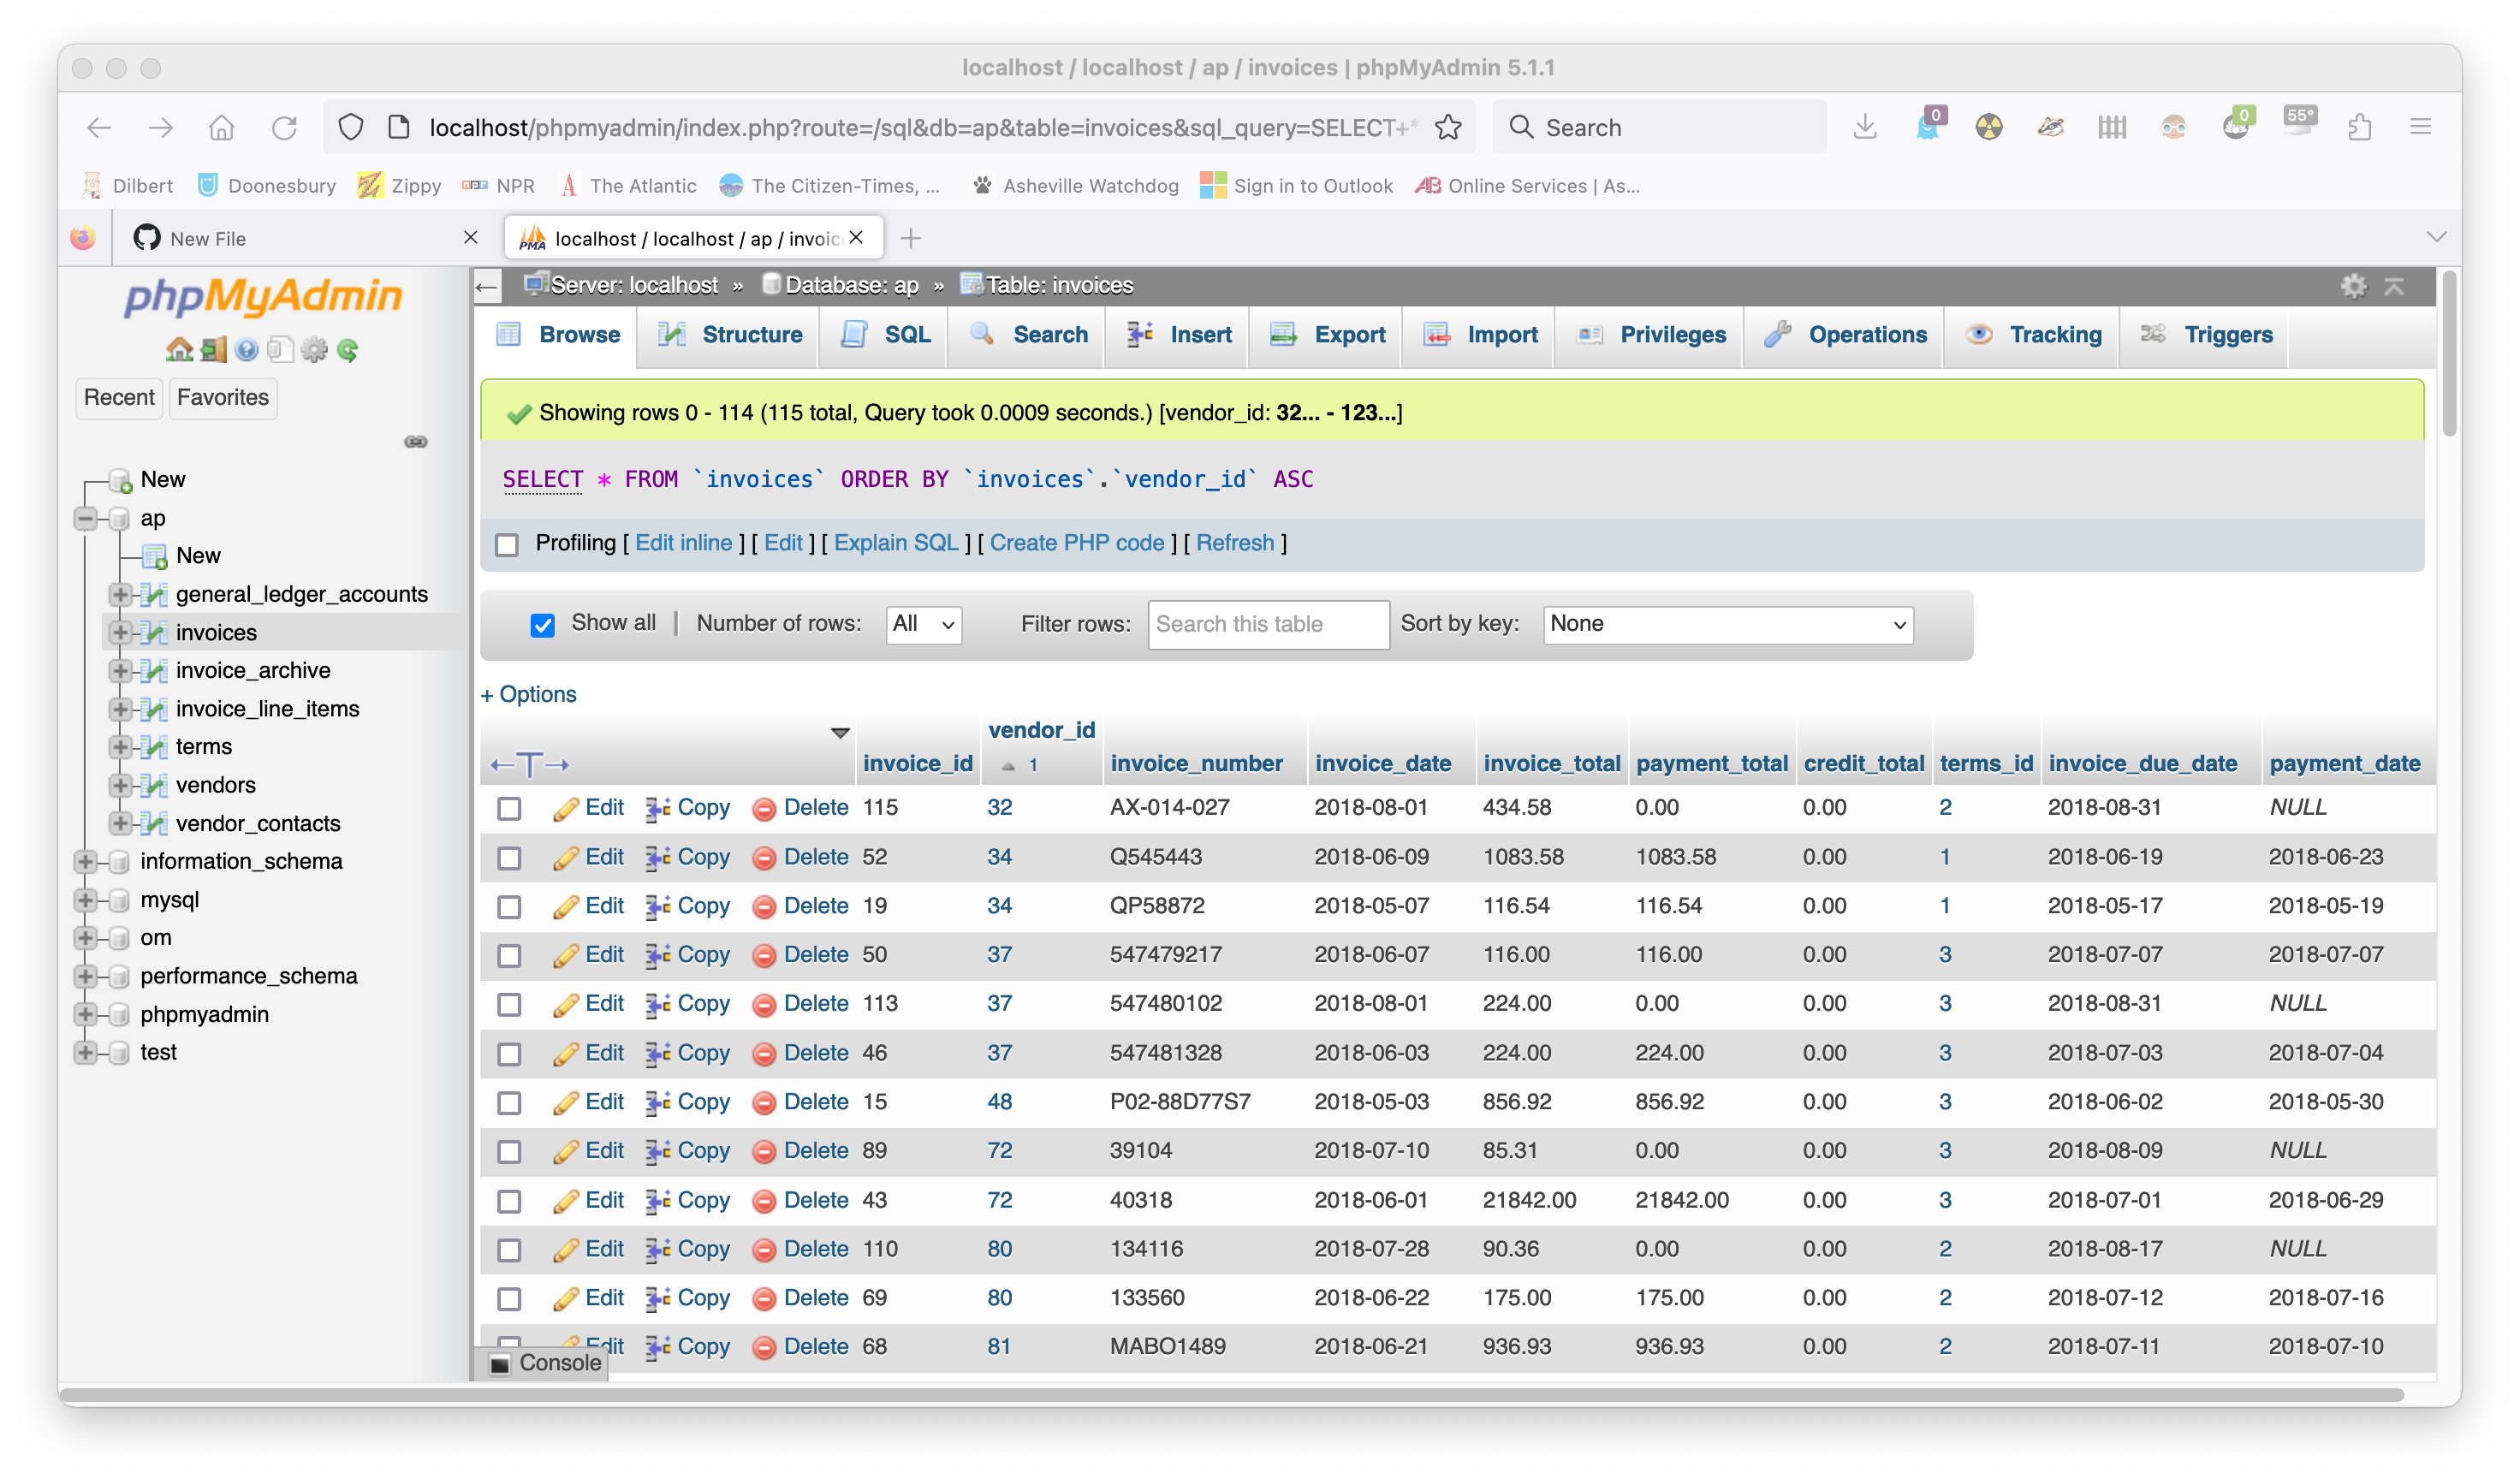 localhost / localhost / ap / invoices | phpMyAdmin 5.1.1
localhost/phpmyadmin/index.php?route=/sql&db=ap&table=invoices&sql_query=SELECT+*
Search
0
0
55°
Dilbert Doonesbury Zippy npr NPR The Atlantic The Citizen-Times, ... Asheville Watchdog Sign in to Outlook AB Online Services | As...
New File
PMA localhost / localhost / ap / invoic
phpMyAdmin
Recent Favorites
New
ap
New
general_ledger_accounts
invoices
invoice_archive
invoice_line_items
terms
vendors
vendor_contacts
information_schema
mysql
om
performance_schema
phpmyadmin
test
Server: localhost » Database: ap » Table: invoices
Browse Structure SQL Search Insert Export Import Privileges Operations Tracking Triggers
Showing rows 0 - 114 (115 total, Query took 0.0009 seconds.) [vendor_id: 32... - 123...]
SELECT * FROM `invoices` ORDER BY `invoices`.`vendor_id` ASC
Profiling [ Edit inline ] [ Edit ] [ Explain SQL ] [ Create PHP code ] [ Refresh ]
Show all | Number of rows: All Filter rows: Search this table Sort by key: None
+ Options
←T→ invoice_id vendor_id 1 invoice_number invoice_date invoice_total payment_total credit_total terms_id invoice_due_date payment_date
Edit Copy Delete 115 32 AX-014-027 2018-08-01 434.58 0.00 0.00 2 2018-08-31 NULL
Edit Copy Delete 52 34 Q545443 2018-06-09 1083.58 1083.58 0.00 1 2018-06-19 2018-06-23
Edit Copy Delete 19 34 QP58872 2018-05-07 116.54 116.54 0.00 1 2018-05-17 2018-05-19
Edit Copy Delete 50 37 547479217 2018-06-07 116.00 116.00 0.00 3 2018-07-07 2018-07-07
Edit Copy Delete 113 37 547480102 2018-08-01 224.00 0.00 0.00 3 2018-08-31 NULL
Edit Copy Delete 46 37 547481328 2018-06-03 224.00 224.00 0.00 3 2018-07-03 2018-07-04
Edit Copy Delete 15 48 P02-88D77S7 2018-05-03 856.92 856.92 0.00 3 2018-06-02 2018-05-30
Edit Copy Delete 89 72 39104 2018-07-10 85.31 0.00 0.00 3 2018-08-09 NULL
Edit Copy Delete 43 72 40318 2018-06-01 21842.00 21842.00 0.00 3 2018-07-01 2018-06-29
Edit Copy Delete 110 80 134116 2018-07-28 90.36 0.00 0.00 2 2018-08-17 NULL
Edit Copy Delete 69 80 133560 2018-06-22 175.00 175.00 0.00 2 2018-07-12 2018-07-16
Edit Copy Delete 68 81 MABO1489 2018-06-21 936.93 936.93 0.00 2 2018-07-11 2018-07-10
Console